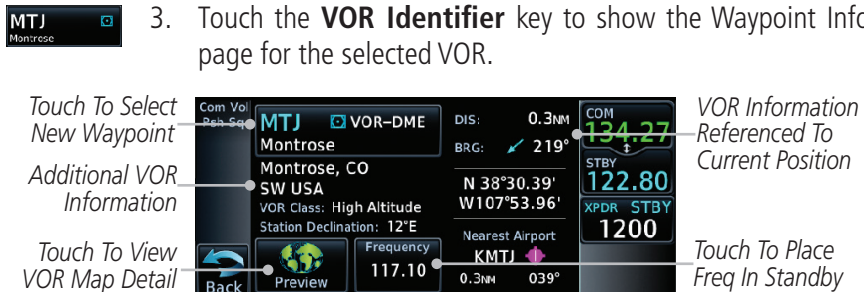 MTJ
Montrose
3. Touch the VOR Identifier key to show the Waypoint Info
page for the selected VOR.
Touch To Select
New Waypoint
Additional VOR
Information
Touch To View
VOR Map Detail
Com Vol
Psh Sq
MTJ VOR-DME
Montrose
Montrose, CO
SW USA
VOR Class: High Altitude
Station Declination: 12°E
Back
Preview
Frequency
117.10
DIS: 0.3NM
BRG: 219°
N 38°30.39'
W107°53.96'
Nearest Airport
KMTJ
0.3NM 039°
COM
134.27
STBY
122.80
XPDR STBY
1200
VOR Information
Referenced To
Current Position
Touch To Place
Freq In Standby